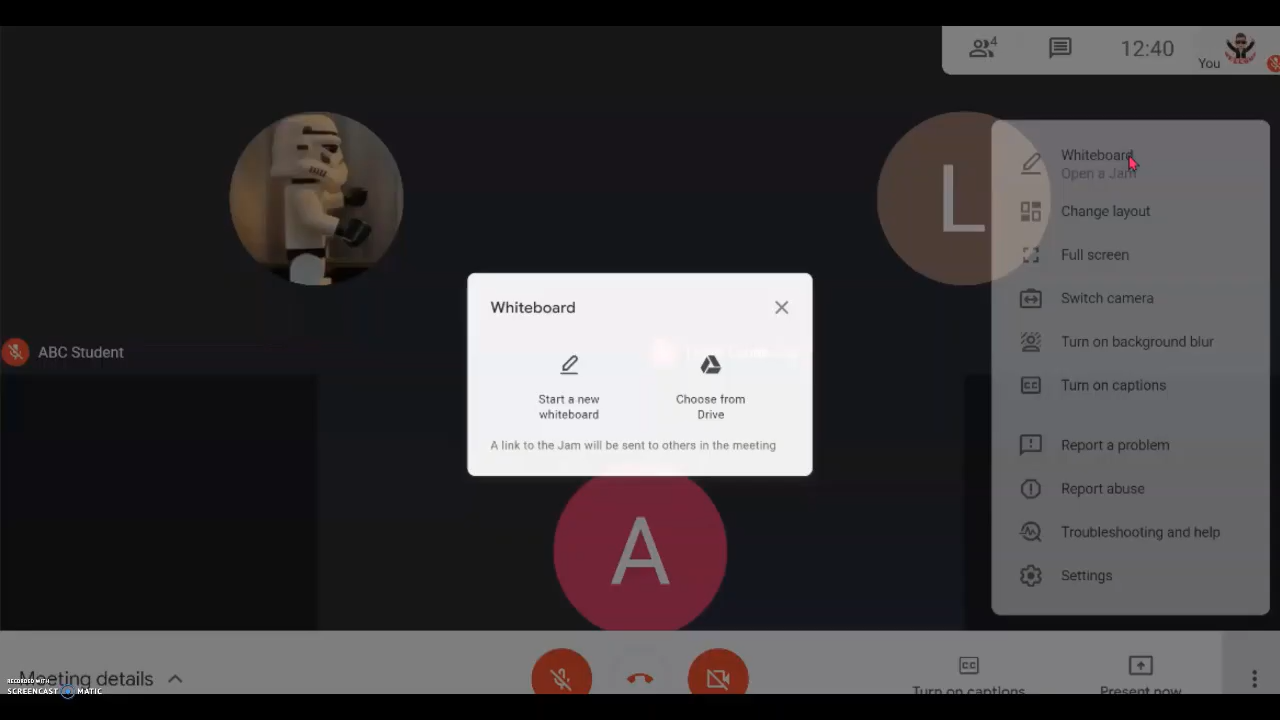 4
12:40
You
Whiteboard
Open a Jam
Change layout
Full screen
Switch camera
Turn on background blur
CC Turn on captions
Report a problem
Report abuse
Troubleshooting and help
Settings
L
ABC Student
Whiteboard
Start a new
whiteboard
Choose from
Drive
A link to the Jam will be sent to others in the meeting
A
Meeting details
CC
Turn on captions
Present now
RECORDED WITH
SCREENCAST MATIC